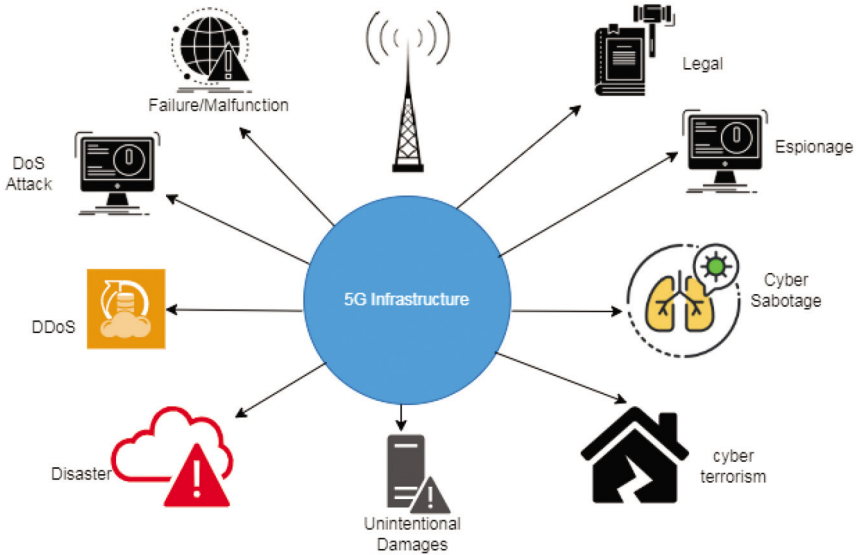 Failure/Malfunction
Legal
DoS
Attack
Espionage
5G Infrastructure
Cyber
Sabotage
DDoS
Disaster
cyber
terrorism
Unintentional
Damages